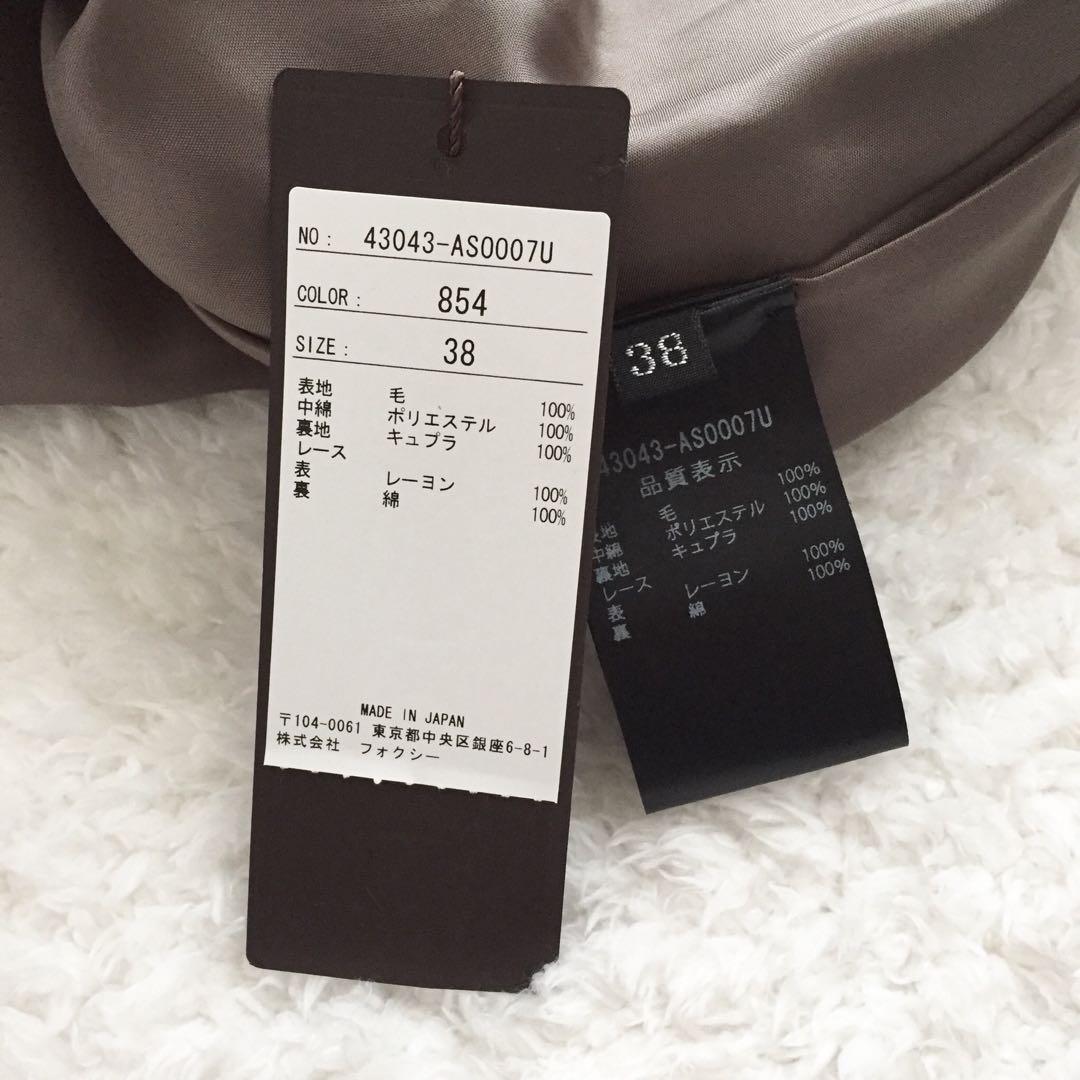 NO: 43043-AS0007U
COLOR: 854
SIZE: 38
表地 毛 100%
中綿 ポリエステル 100%
裏地 キュプラ 100%
レース
表 レーヨン 100%
裏 綿 100%
MADE IN JAPAN
〒104-0061 東京都中央区銀座6-8-1
株式会社 フォクシー
38
43043-AS0007U
品質表示
表地 毛 100%
中綿 ポリエステル 100%
裏地 キュプラ 100%
レース
表 レーヨン 100%
裏 綿 100%